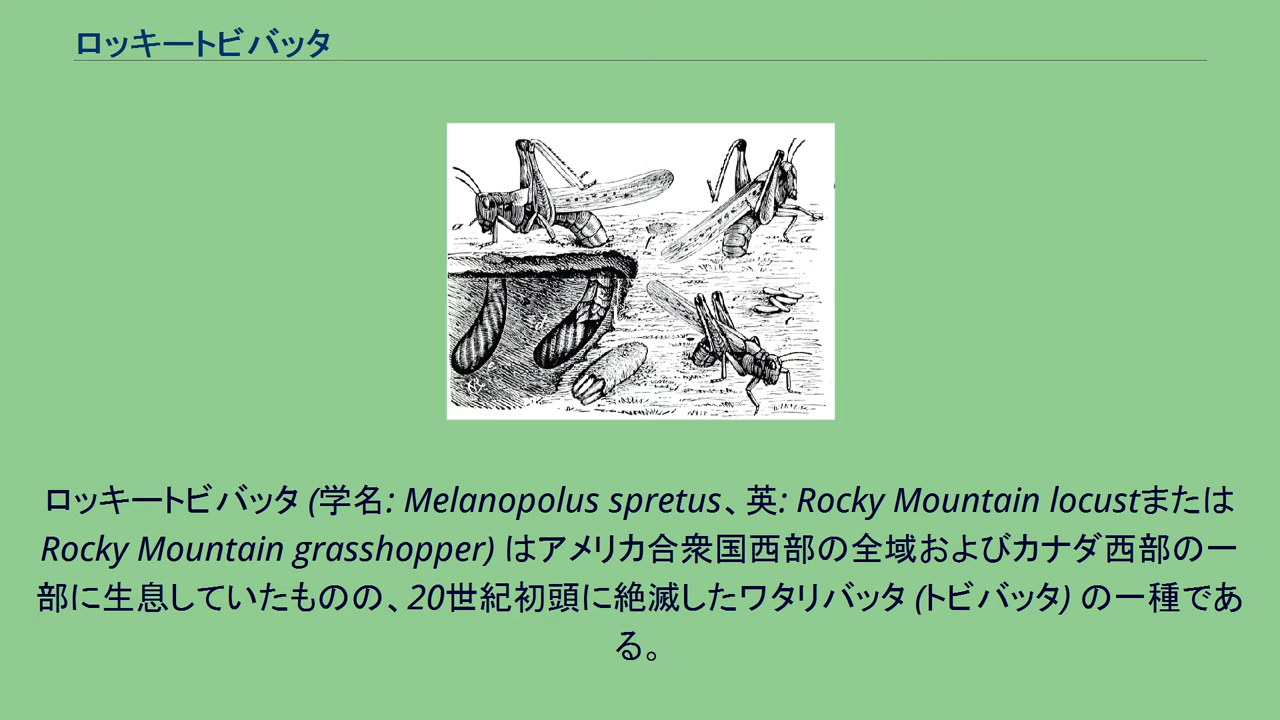 ロッキートビバッタ
a
f
a
c
ロッキートビバッタ (学名: Melanopolus spretus、英: Rocky Mountain locustまたは
Rocky Mountain grasshopper) はアメリカ合衆国西部の全域およびカナダ西部の一
部に生息していたものの、20世紀初頭に絶滅したワタリバッタ (トビバッタ) の一種であ
る。